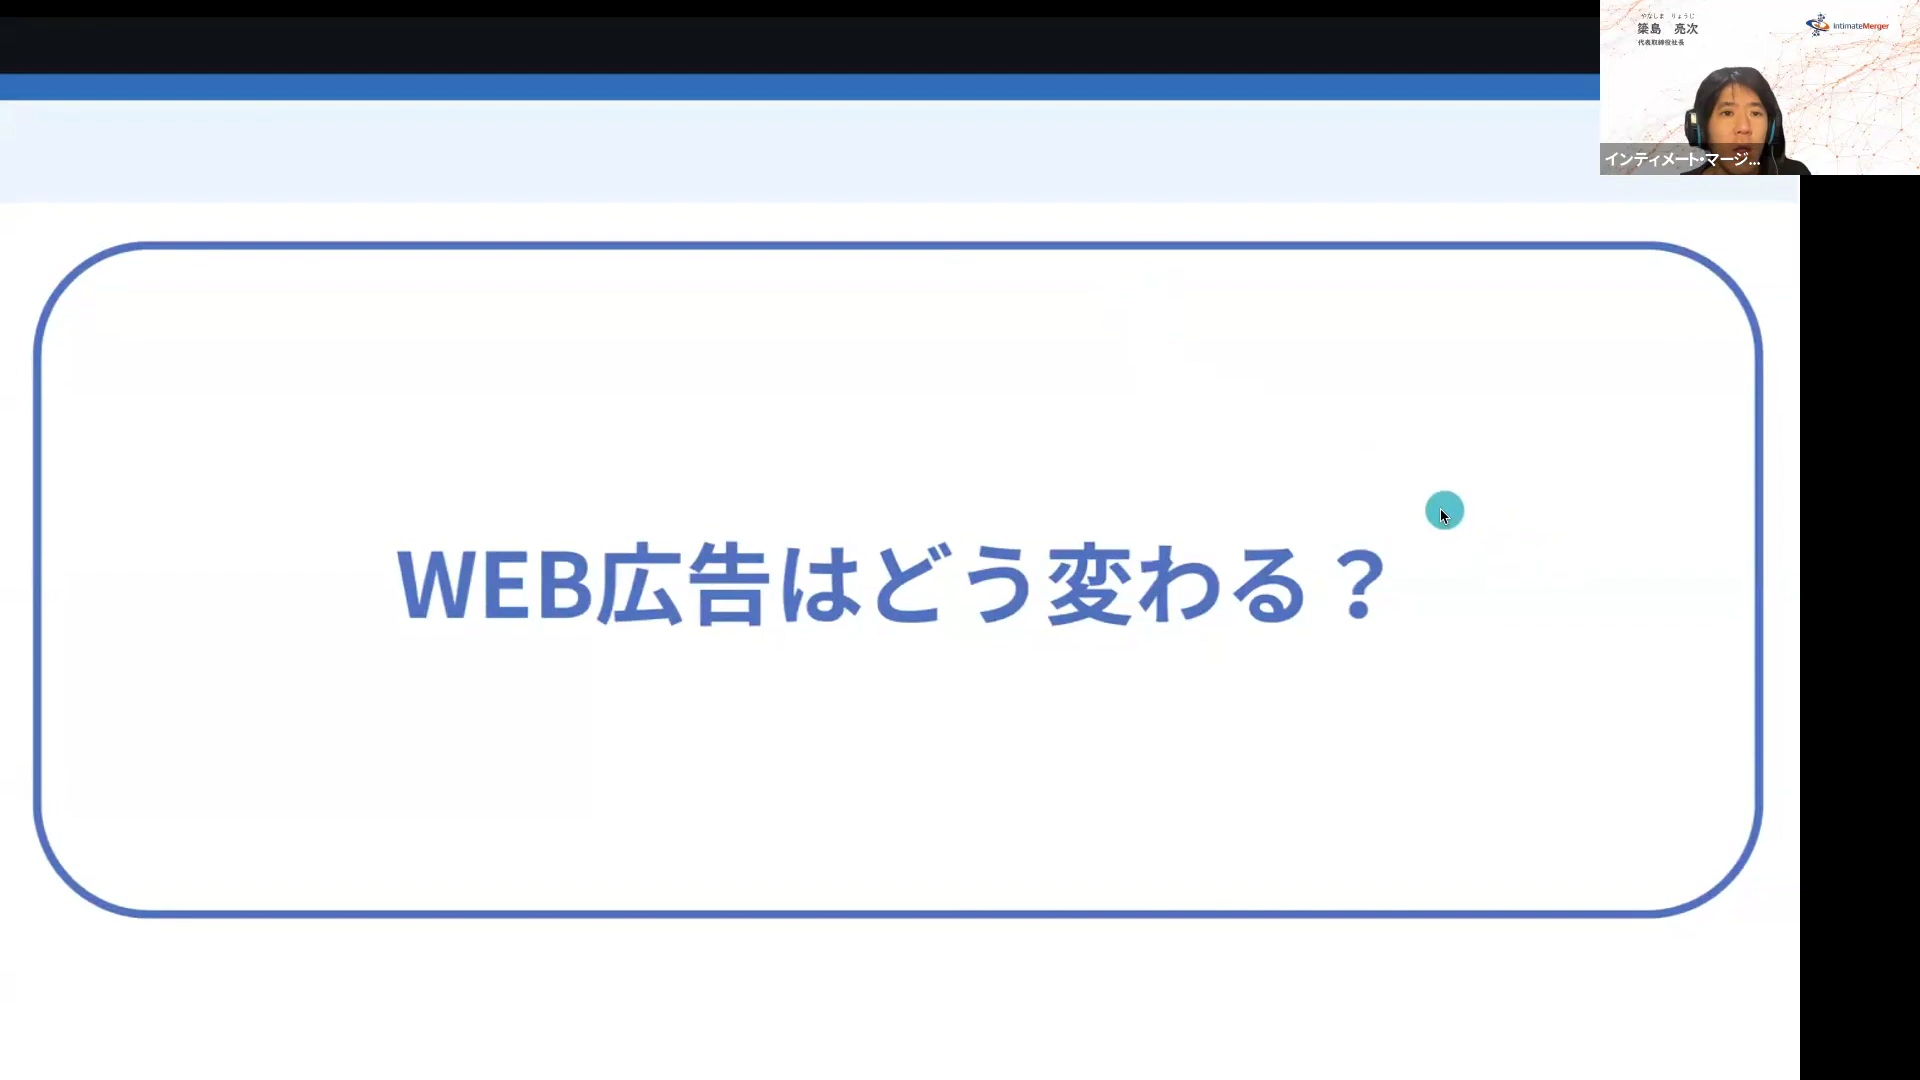 やなしま りょうじ
簗島 亮次
代表取締役社長
IntimateMerger
インティメート・マージ...
WEB広告はどう変わる？